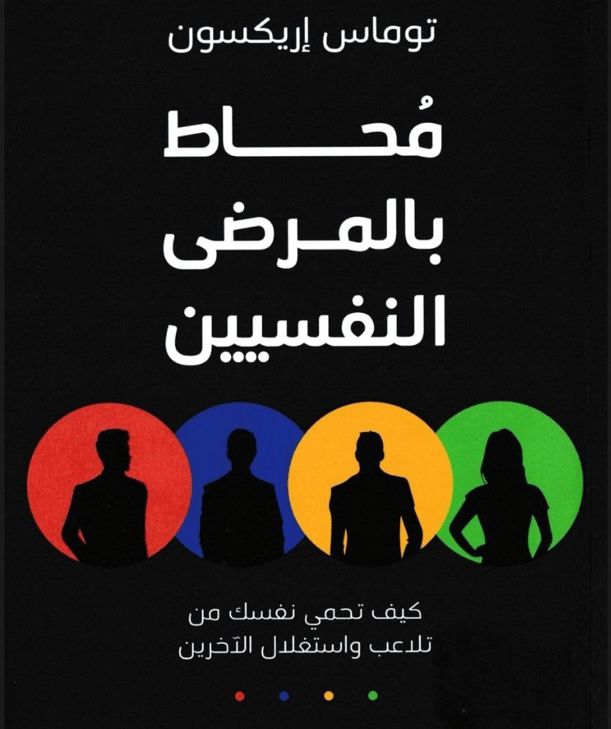 توماس إريكسون
مُحاط
بالمرضى
النفسيين
كيف تحمي نفسك من
تلاعب واستغلال الآخرين